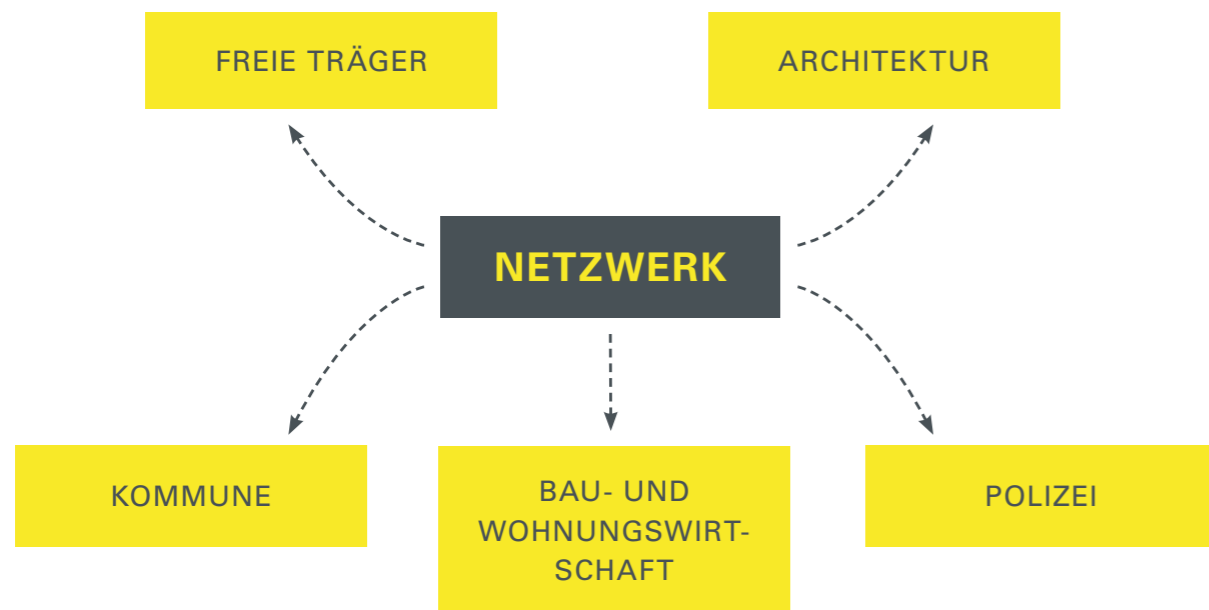 FREIE TRÄGER
ARCHITEKTUR
NETZWERK
KOMMUNE
BAU- UND
WOHNUNGSWIRT-
SCHAFT
POLIZEI